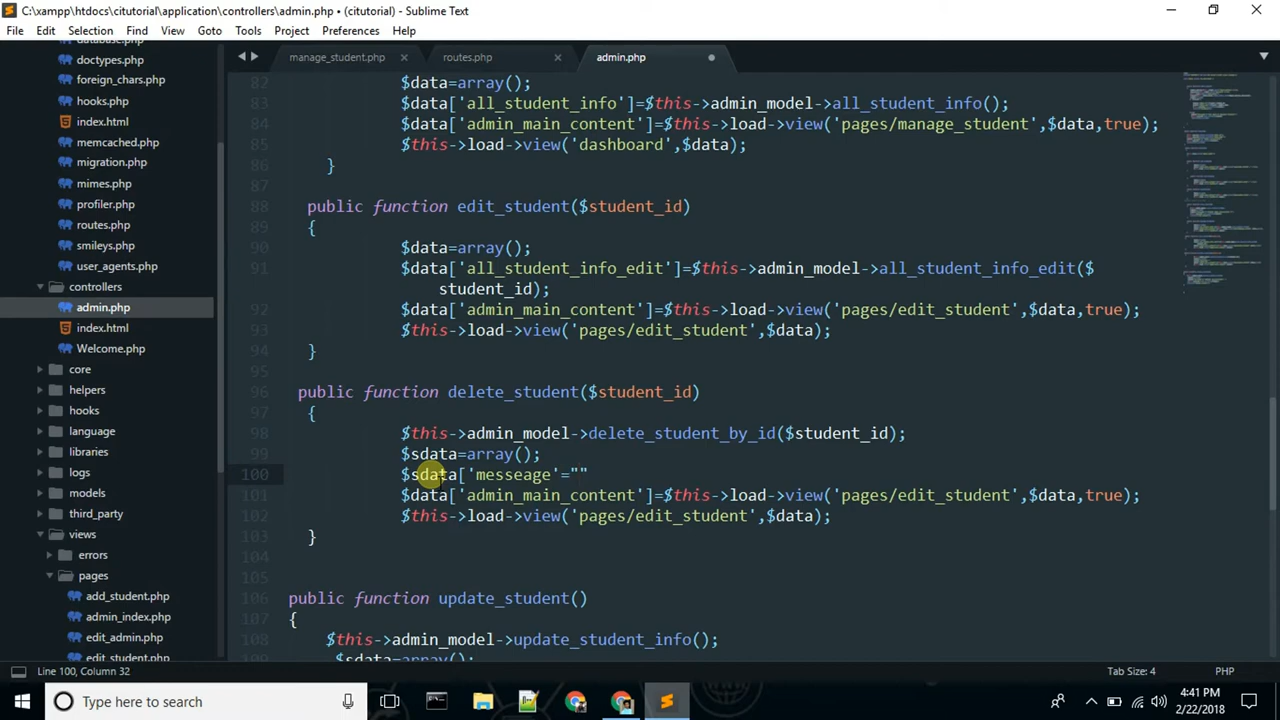 C:\xampp\htdocs\citutorial\application\controllers\admin.php • (citutorial) - Sublime Text
File Edit Selection Find View Goto Tools Project Preferences Help
manage_student.php routes.php admin.php
database.php
doctypes.php
foreign_chars.php
hooks.php
index.html
memcached.php
migration.php
mimes.php
profiler.php
routes.php
smileys.php
user_agents.php
controllers
admin.php
index.html
Welcome.php
core
helpers
hooks
language
libraries
logs
models
third_party
views
errors
pages
add_student.php
admin_index.php
edit_admin.php
edit_student.php
82 $data=array();
83 $data['all_student_info']=$this->admin_model->all_student_info();
84 $data['admin_main_content']=$this->load->view('pages/manage_student',$data,true);
85 $this->load->view('dashboard',$data);
86 }
87
88 public function edit_student($student_id)
89 {
90 $data=array();
91 $data['all_student_info_edit']=$this->admin_model->all_student_info_edit($
student_id);
92 $data['admin_main_content']=$this->load->view('pages/edit_student',$data,true);
93 $this->load->view('pages/edit_student',$data);
94 }
95
96 public function delete_student($student_id)
97 {
98 $this->admin_model->delete_student_by_id($student_id);
99 $sdata=array();
100 $sdata['messeage'=""
101 $data['admin_main_content']=$this->load->view('pages/edit_student',$data,true);
102 $this->load->view('pages/edit_student',$data);
103 }
104
105
106 public function update_student()
107 {
108 $this->admin_model->update_student_info();
109 $sdata=array();
Line 100, Column 32 Tab Size: 4 PHP
Type here to search
4:41 PM
2/22/2018